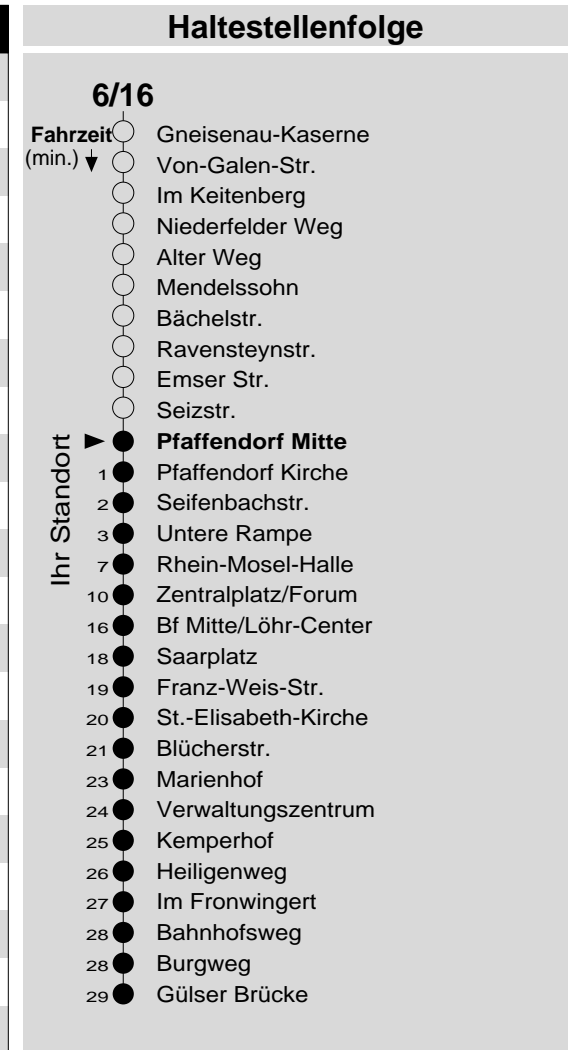 Haltestellenfolge
6/16
Fahrzeit
(min.)
Gneisenau-Kaserne
Von-Galen-Str.
Im Keitenberg
Niederfelder Weg
Alter Weg
Mendelssohn
Bächelstr.
Ravensteynstr.
Emser Str.
Seizstr.
Ihr Standort
Pfaffendorf Mitte
1 Pfaffendorf Kirche
2 Seifenbachstr.
3 Untere Rampe
7 Rhein-Mosel-Halle
10 Zentralplatz/Forum
16 Bf Mitte/Löhr-Center
18 Saarplatz
19 Franz-Weis-Str.
20 St.-Elisabeth-Kirche
21 Blücherstr.
23 Marienhof
24 Verwaltungszentrum
25 Kemperhof
26 Heiligenweg
27 Im Fronwingert
28 Bahnhofsweg
28 Burgweg
29 Gülser Brücke